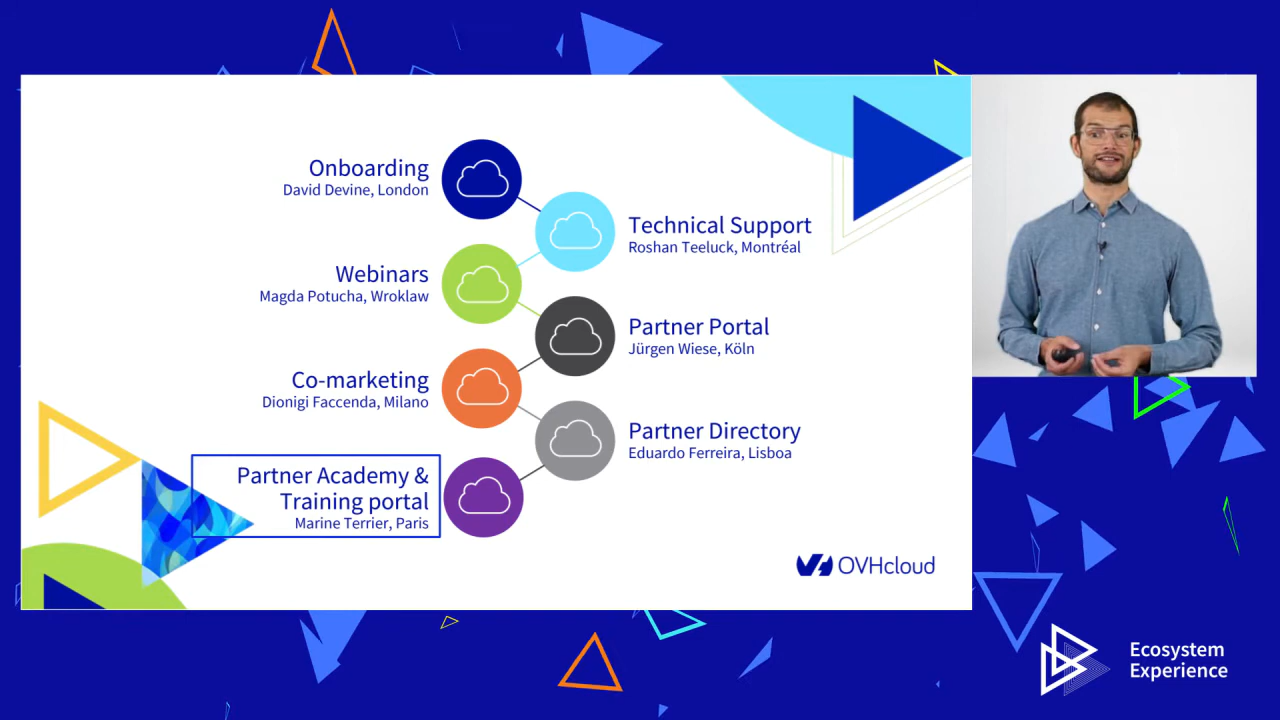 Onboarding
David Devine, London
Technical Support
Roshan Teeluck, Montréal
Webinars
Magda Potucha, Wroklaw
Partner Portal
Jürgen Wiese, Köln
Co-marketing
Dionigi Faccenda, Milano
Partner Directory
Eduardo Ferreira, Lisboa
Partner Academy &
Training portal
Marine Terrier, Paris
OVHcloud
Ecosystem
Experience